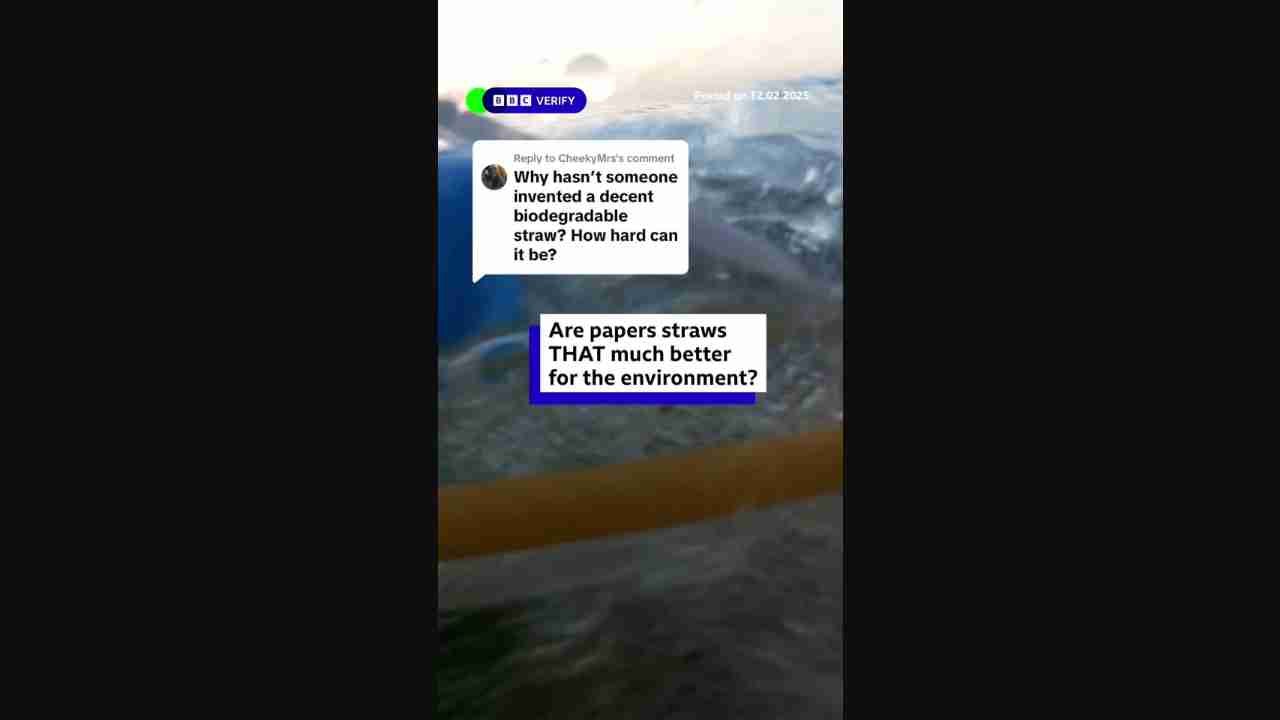 BBC VERIFY
Posted on 12.02.2025
Reply to CheekyMrs's comment
Why hasn't someone
invented a decent
biodegradable
straw? How hard can
it be?
Are papers straws
THAT much better
for the environment?